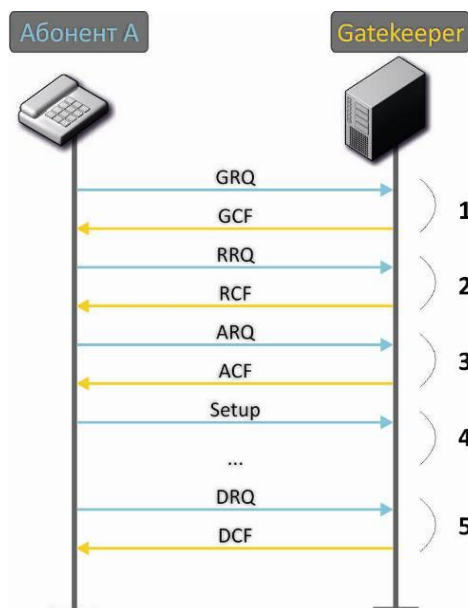 Абонент А
Gatekeeper
GRQ
GCF
1
RRQ
RCF
2
ARQ
ACF
3
Setup
...
4
DRQ
DCF
5